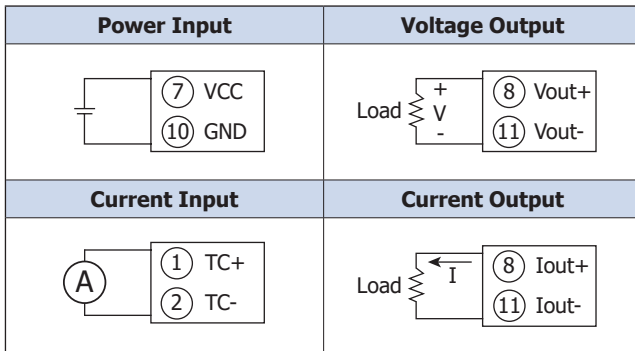 Power Input
Voltage Output
7 VCC
10 GND
Load
+
V
-
8 Vout+
11 Vout-
Current Input
Current Output
A
1 TC+
2 TC-
Load
I
8 Iout+
11 Iout-